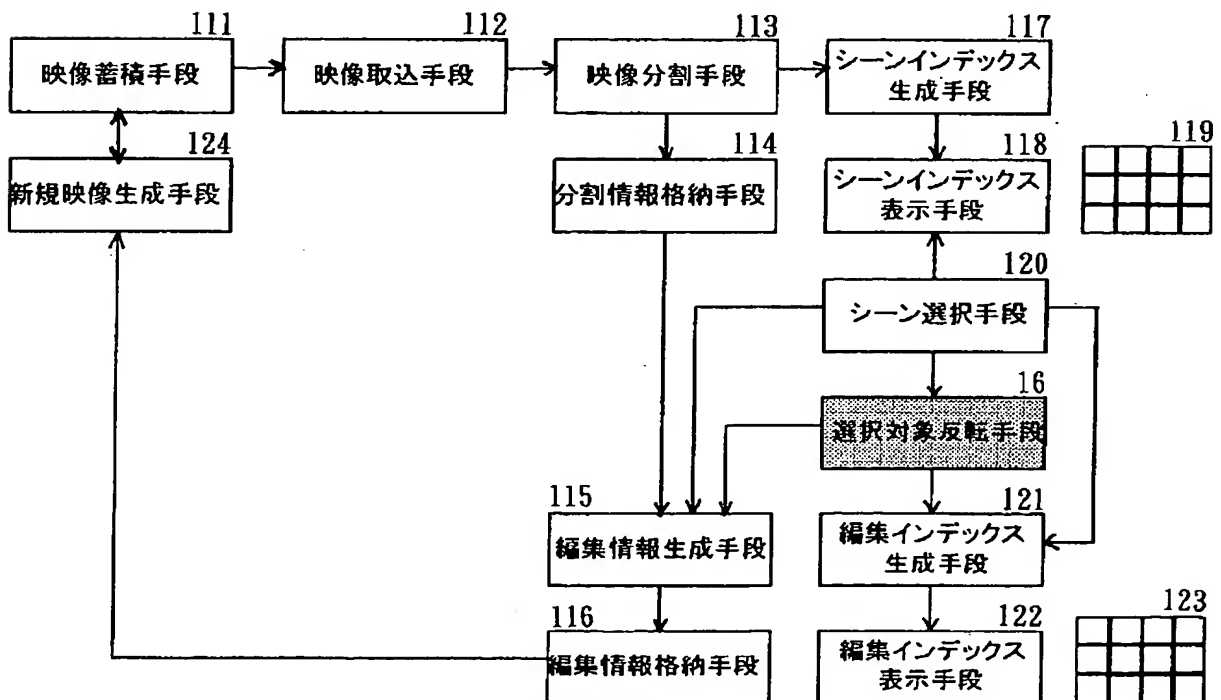 111
映像蓄積手段
112
映像取込手段
113
映像分割手段
117
シーンインデックス
生成手段
124
新規映像生成手段
114
分割情報格納手段
118
シーンインデックス
表示手段
119
120
シーン選択手段
16
選択対象反転手段
115
編集情報生成手段
121
編集インデックス
生成手段
116
編集情報格納手段
122
編集インデックス
表示手段
123